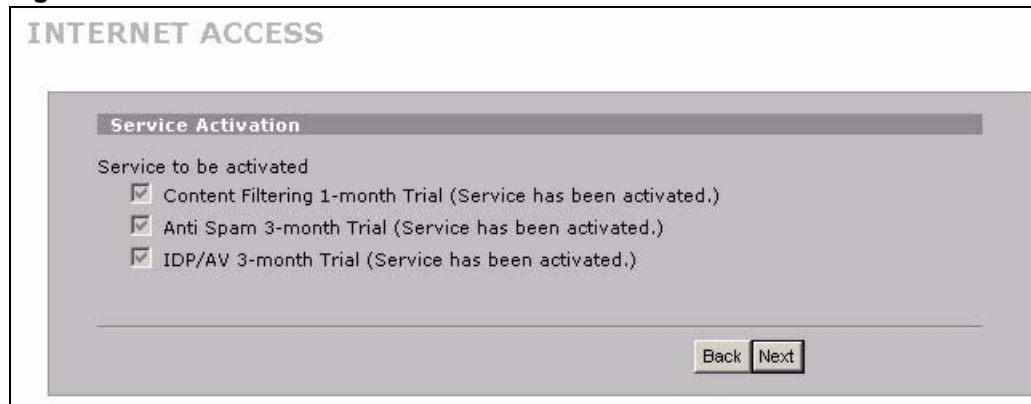 INTERNET ACCESS
Service Activation
Service to be activated
Content Filtering 1-month Trial (Service has been activated.)
Anti Spam 3-month Trial (Service has been activated.)
IDP/AV 3-month Trial (Service has been activated.)
Back Next